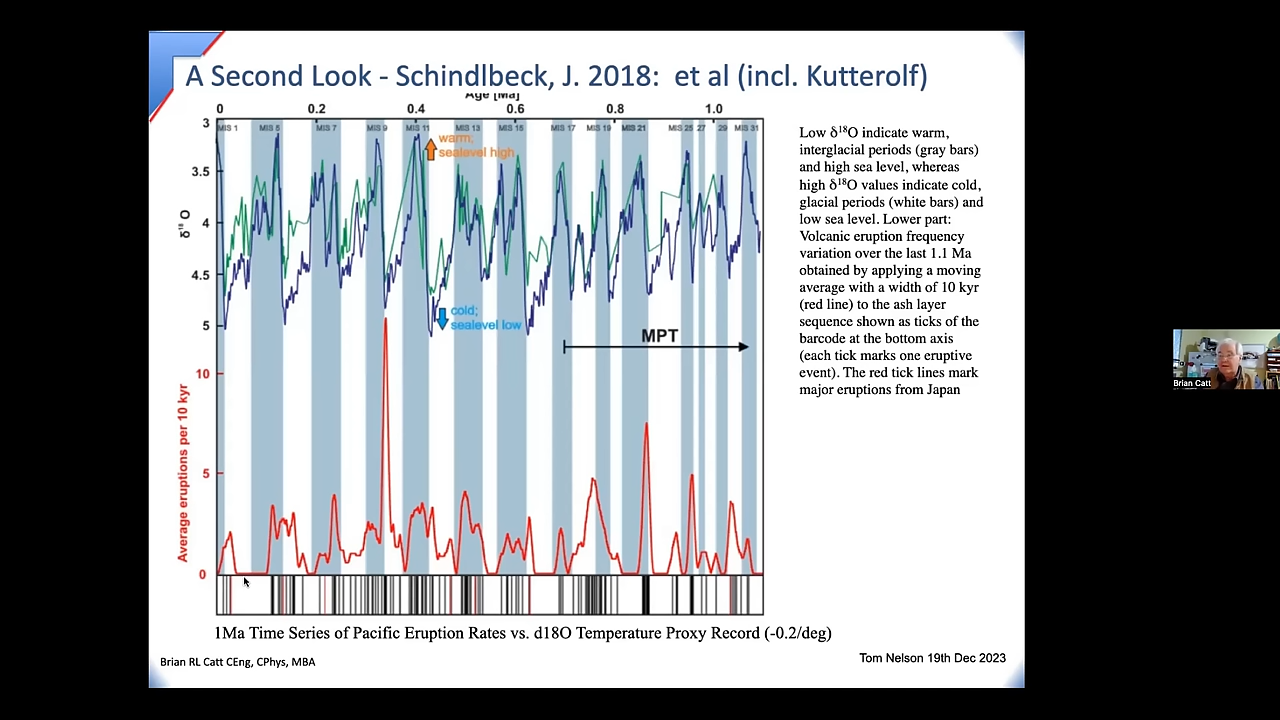 A Second Look - Schindlbeck, J. 2018:  et al (incl. Kutterolf)
Age [Ma]
0 0.2 0.4 0.6 0.8 1.0
MIS 1 MIS 5 MIS 7 MIS 9 MIS 11 MIS 13 MIS 15 MIS 17 MIS 19 MIS 21 MIS 25 27 29 MIS 31
3
3.5
4
4.5
5
δ¹⁸ O
warm;
sealevel high
cold;
sealevel low
MPT
10
5
0
Average eruptions per 10 kyr
Low δ¹⁸O indicate warm,
interglacial periods (gray bars)
and high sea level, whereas
high δ¹⁸O values indicate cold,
glacial periods (white bars) and
low sea level. Lower part:
Volcanic eruption frequency
variation over the last 1.1 Ma
obtained by applying a moving
average with a width of 10 kyr
(red line) to the ash layer
sequence shown as ticks of the
barcode at the bottom axis
(each tick marks one eruptive
event). The red tick lines mark
major eruptions from Japan
1Ma Time Series of Pacific Eruption Rates vs. d18O Temperature Proxy Record (-0.2/deg)
Brian RL Catt CEng, CPhys, MBA
Tom Nelson 19th Dec 2023
Brian Catt